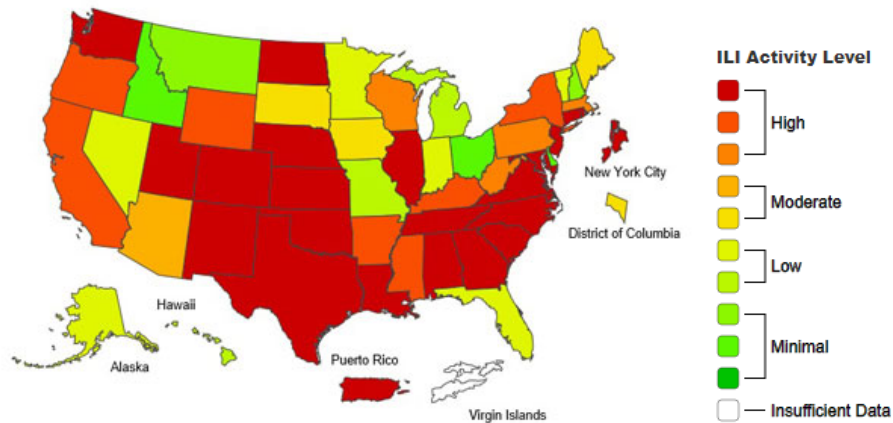 ILI Activity Level
High
Moderate
Low
Minimal
Insufficient Data
New York City
District of Columbia
Hawaii
Alaska
Puerto Rico
Virgin Islands